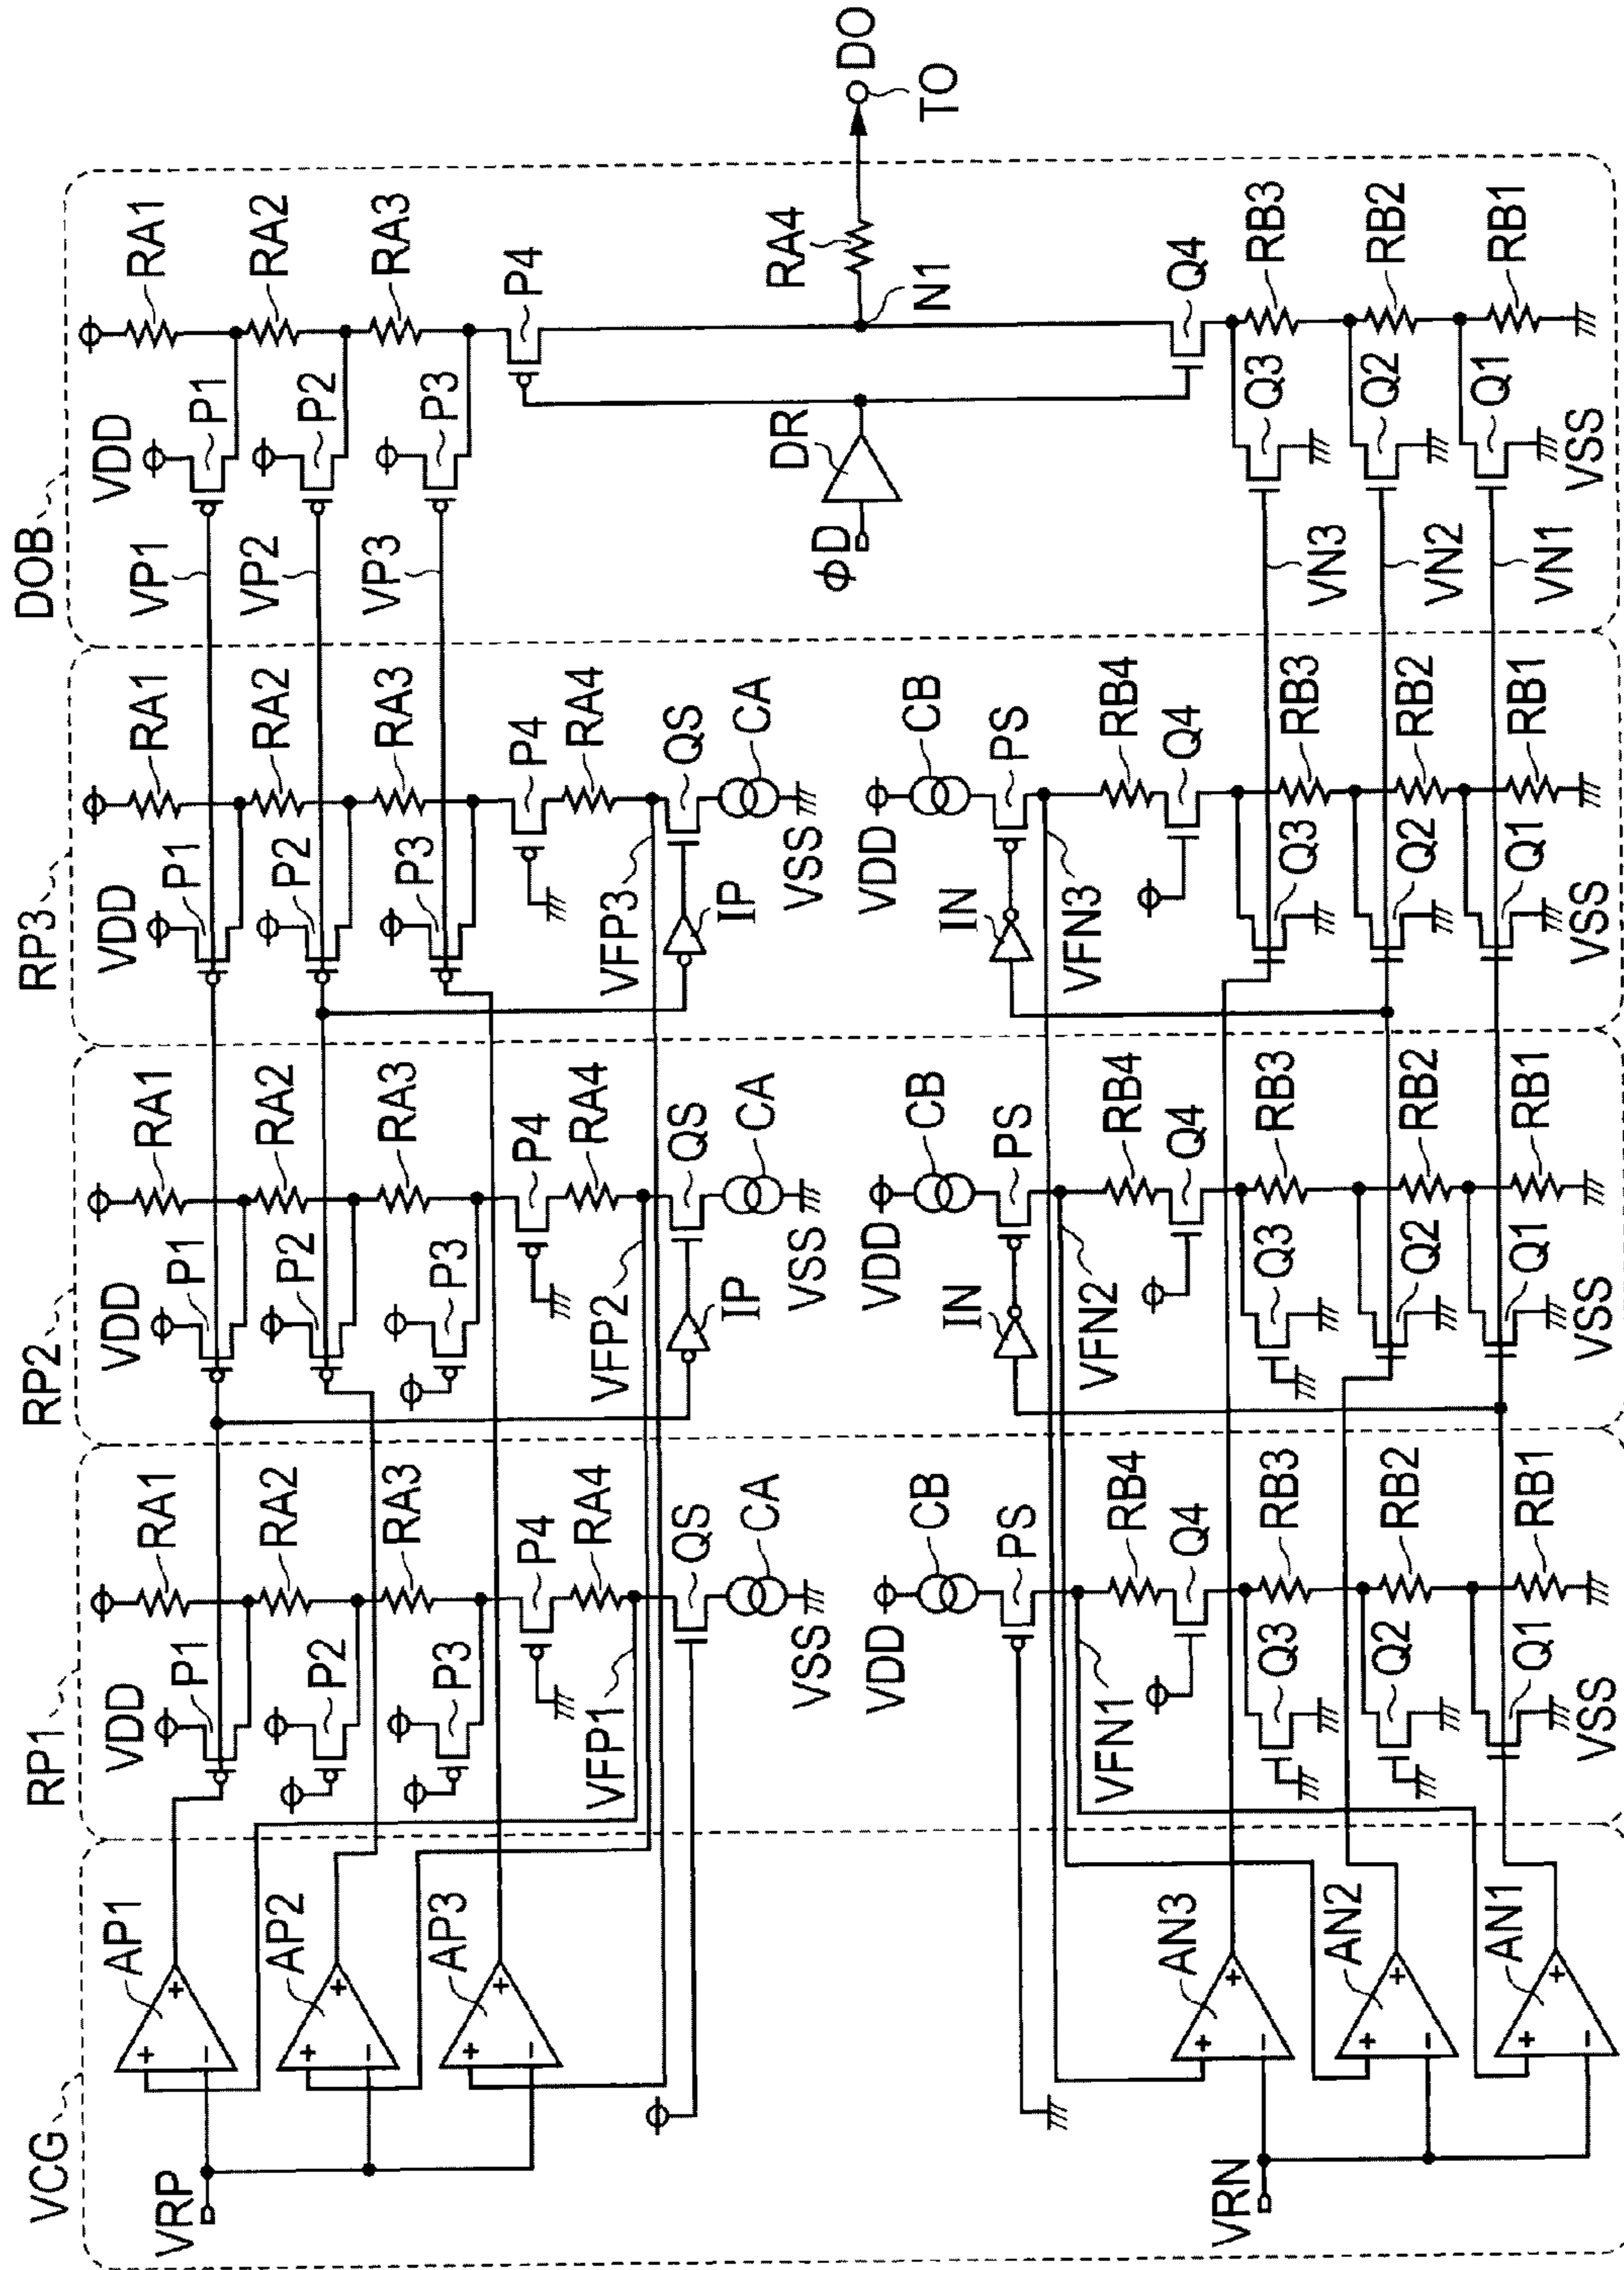 VCG
RP1
RP2
RP3
DOB
AP1
AP2
AP3
+
−
+
+
−
+
+
−
+
VRP
VDD
P1
RA1
P2
RA2
P3
RA3
P4
RA4
VFP1
QS
CA
VSS
VDD
P1
RA1
P2
RA2
P3
RA3
P4
RA4
VFP2
QS
IP
CA
VSS
VDD
P1
RA1
P2
RA2
P3
RA3
P4
RA4
VFP3
QS
IP
CA
VSS
VDD
VP1
P1
RA1
VP2
P2
RA2
VP3
P3
RA3
P4
RA4
DR
φD
N1
DO
TO
VRN
AN3
AN2
AN1
+
−
+
+
−
+
+
−
+
VDD
CB
PS
VFN1
RB4
Q4
Q3
RB3
Q2
RB2
Q1
RB1
VSS
VDD
CB
IN
PS
VFN2
RB4
Q4
Q3
RB3
Q2
RB2
Q1
RB1
VSS
VDD
CB
IN
PS
VFN3
RB4
Q4
Q3
RB3
Q2
RB2
Q1
RB1
VSS
Q4
VN3
Q3
RB3
VN2
Q2
RB2
VN1
Q1
RB1
VSS